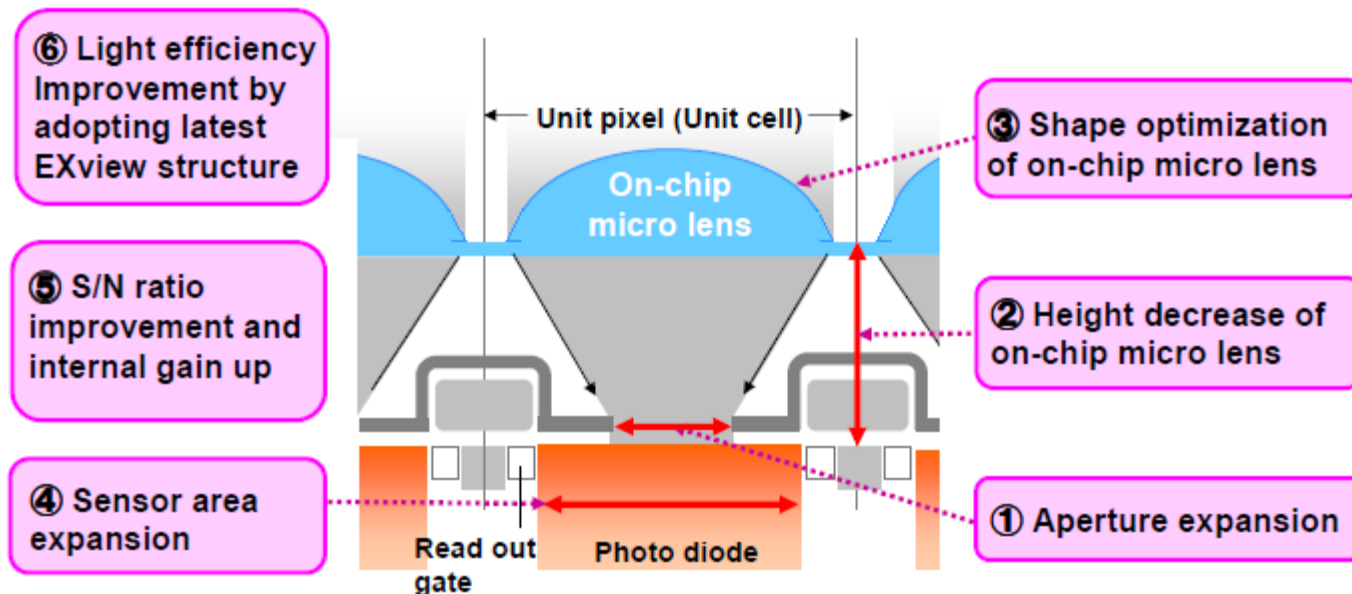 ⑥ Light efficiency
Improvement by
adopting latest
EXview structure
Unit pixel (Unit cell)
③ Shape optimization
of on-chip micro lens
On-chip
micro lens
⑤ S/N ratio
improvement and
internal gain up
② Height decrease of
on-chip micro lens
④ Sensor area
expansion
① Aperture expansion
Read out
gate
Photo diode